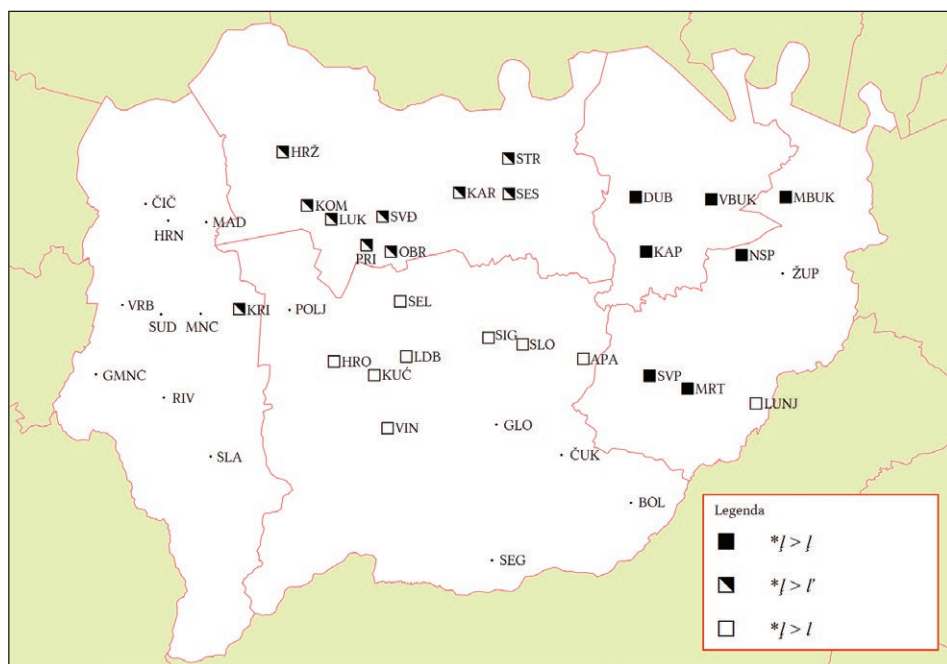 HRŽ
STR
KAR
SES
DUB
VBUK
MBUK
ČIČ
KOM
MAD
HRN
LUK
SVĐ
PRI
OBR
KAP
NSP
ŽUP
VRB
SUD
MNC
KRI
POLJ
SEL
SIG
SLO
HRO
LDB
APA
GMNC
KUĆ
SVP
MRT
RIV
LUNJ
VIN
GLO
SLA
ČUK
BOL
SEG
Legenda
*l̦ > l̦
*l̦ > l'
*l̦ > l